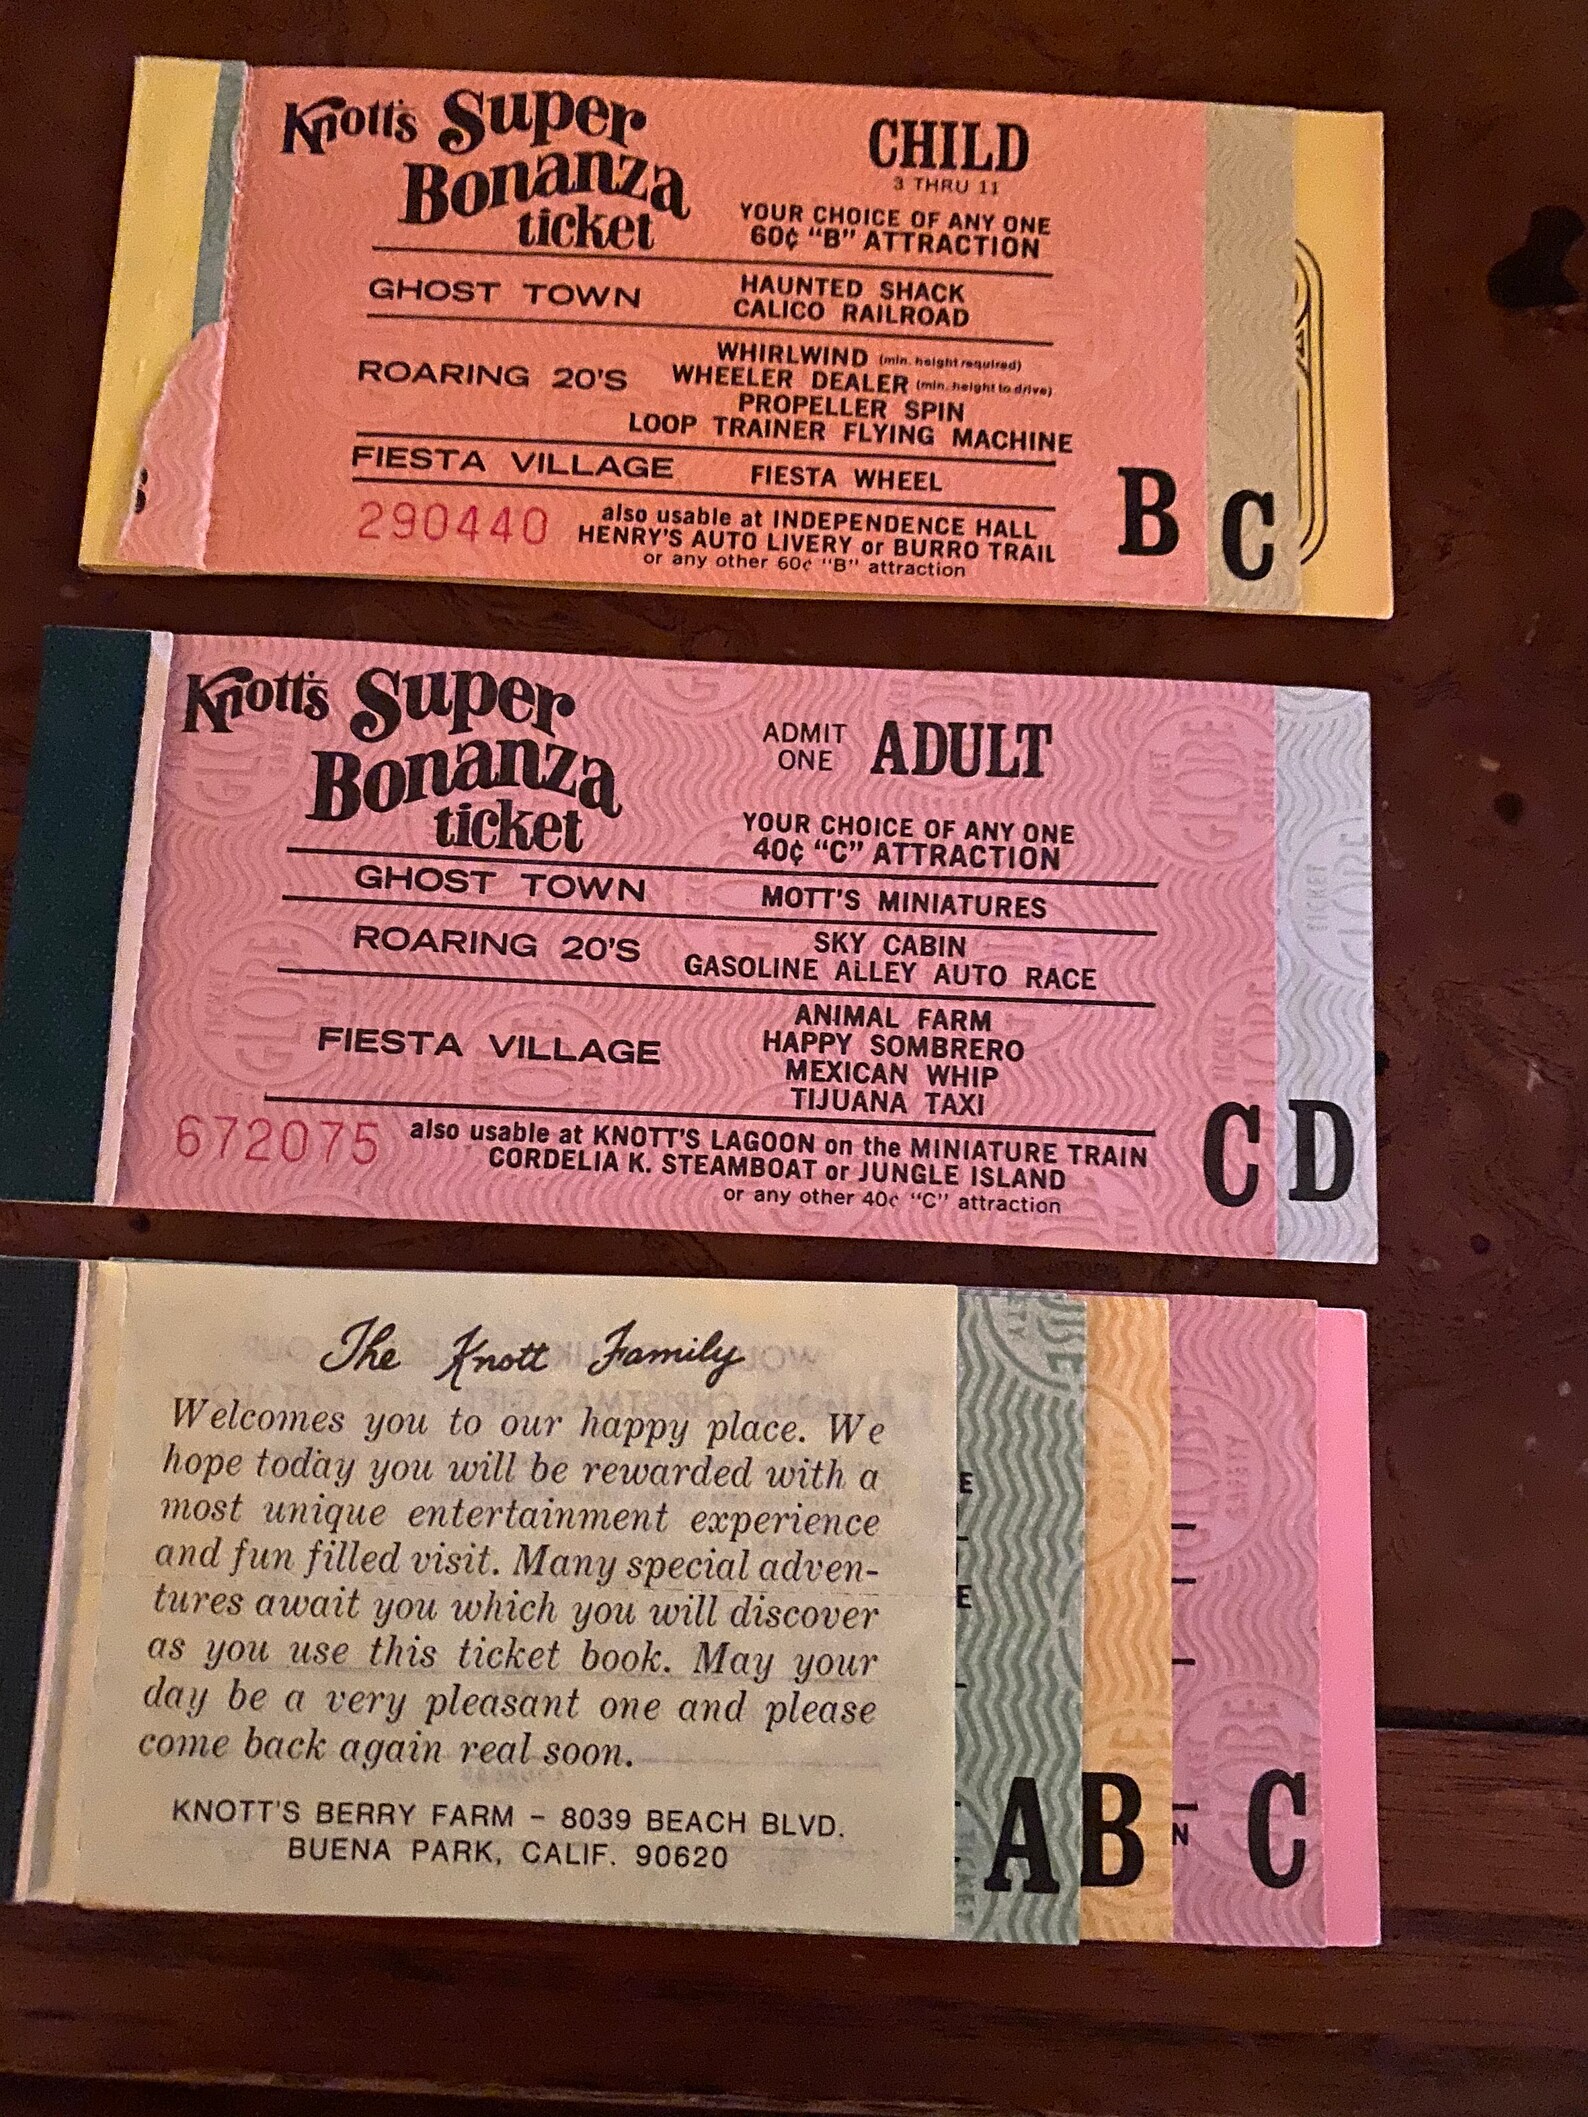 Knott's Super
Bonanza
ticket
CHILD
3 THRU 11
YOUR CHOICE OF ANY ONE
60¢ "B" ATTRACTION
GHOST TOWN
HAUNTED SHACK
CALICO RAILROAD
ROARING 20'S
WHIRLWIND (min. height required)
WHEELER DEALER (min. height to drive)
PROPELLER SPIN
LOOP TRAINER FLYING MACHINE
FIESTA VILLAGE
FIESTA WHEEL
290440
also usable at INDEPENDENCE HALL
HENRY'S AUTO LIVERY or BURRO TRAIL
or any other 60¢ "B" attraction
B
C
Knott's Super
Bonanza
ticket
ADMIT
ONE
ADULT
YOUR CHOICE OF ANY ONE
40¢ "C" ATTRACTION
GHOST TOWN
MOTT'S MINIATURES
ROARING 20'S
SKY CABIN
GASOLINE ALLEY AUTO RACE
FIESTA VILLAGE
ANIMAL FARM
HAPPY SOMBRERO
MEXICAN WHIP
TIJUANA TAXI
672075
also usable at KNOTT'S LAGOON on the MINIATURE TRAIN
CORDELIA K. STEAMBOAT or JUNGLE ISLAND
or any other 40¢ "C" attraction
C
D
The Knott Family
Welcomes you to our happy place. We
hope today you will be rewarded with a
most unique entertainment experience
and fun filled visit. Many special adven-
tures await you which you will discover
as you use this ticket book. May your
day be a very pleasant one and please
come back again real soon.
KNOTT'S BERRY FARM – 8039 BEACH BLVD.
BUENA PARK, CALIF. 90620
E
E
A
B
N
C